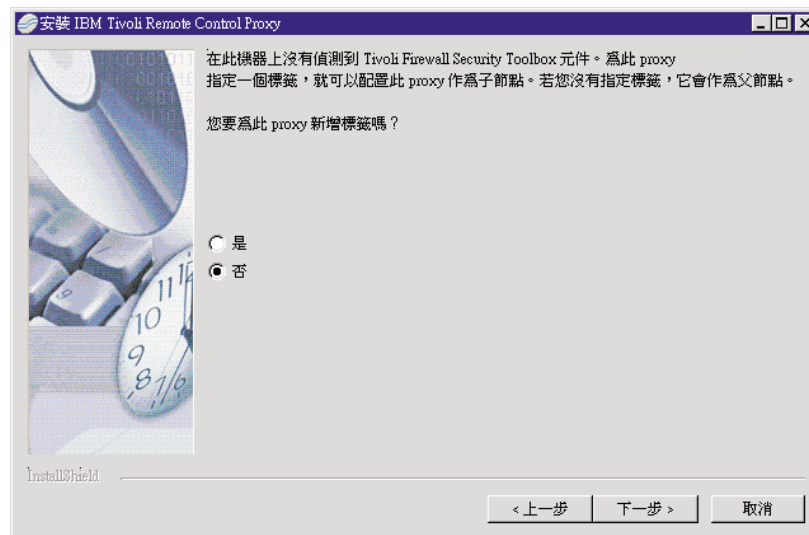 安裝 IBM Tivoli Remote Control Proxy
在此機器上沒有偵測到 Tivoli Firewall Security Toolbox 元件。爲此 proxy
指定一個標籤，就可以配置此 proxy 作爲子節點。若您沒有指定標籤，它會作爲父節點。
您要爲此 proxy 新增標籤嗎？
是
否
InstallShield
< 上一步
下一步 >
取消